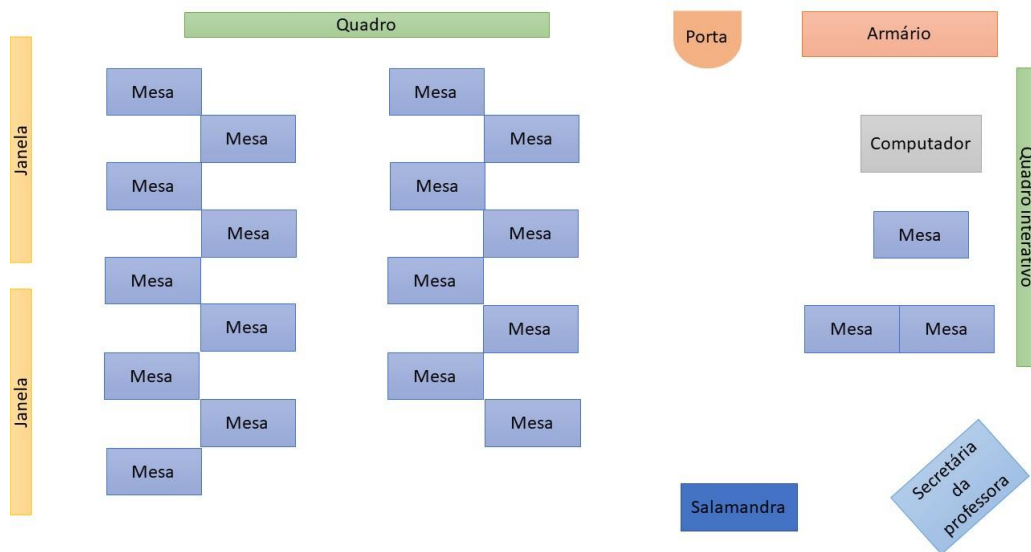 Quadro
Porta
Armário
Janela
Mesa
Mesa
Mesa
Mesa
Computador
Quadro interativo
Mesa
Mesa
Mesa
Mesa
Mesa
Mesa
Mesa
Mesa
Mesa
Mesa
Mesa
Mesa
Janela
Mesa
Mesa
Mesa
Mesa
Mesa
Secretária
da
professora
Salamandra